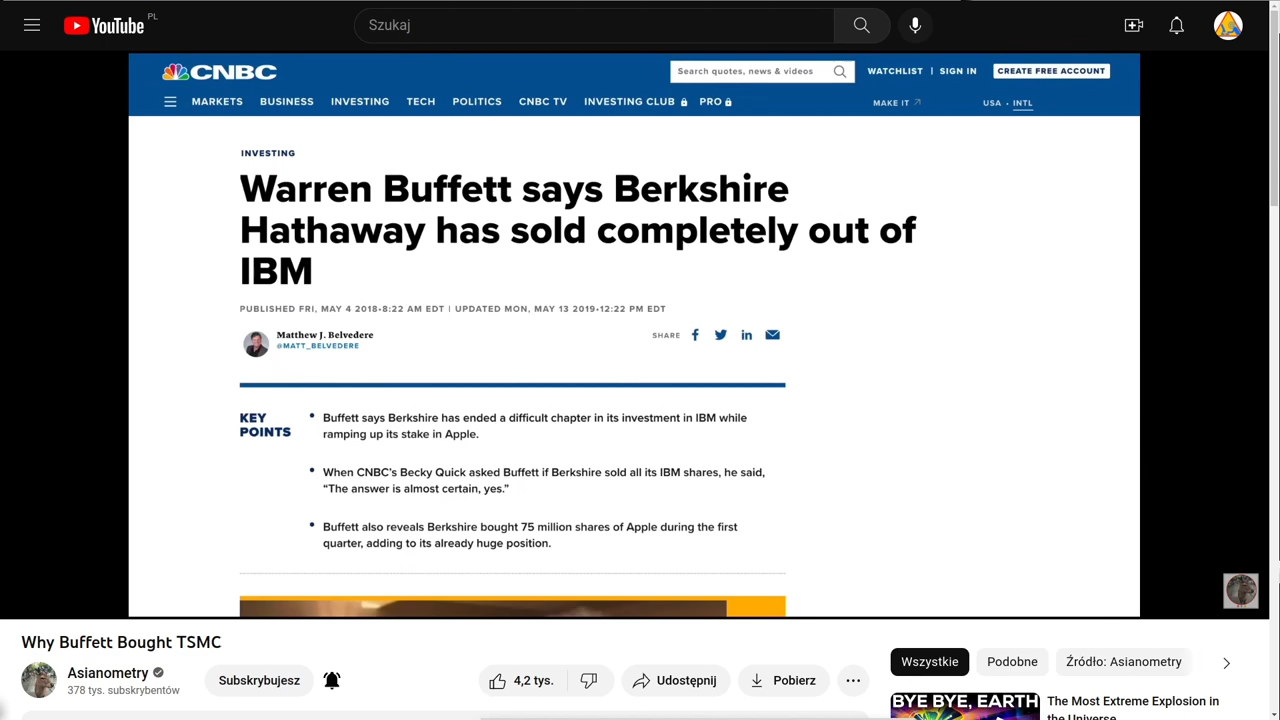 YouTube PL
Szukaj
CNBC
Search quotes, news & videos
WATCHLIST | SIGN IN
CREATE FREE ACCOUNT
MARKETS BUSINESS INVESTING TECH POLITICS CNBC TV INVESTING CLUB PRO
MAKE IT
USA • INTL
INVESTING
Warren Buffett says Berkshire
Hathaway has sold completely out of
IBM
PUBLISHED FRI, MAY 4 2018•8:22 AM EDT | UPDATED MON, MAY 13 2019•12:22 PM EDT
Matthew J. Belvedere
@MATT_BELVEDERE
SHARE
KEY
POINTS
• Buffett says Berkshire has ended a difficult chapter in its investment in IBM while
ramping up its stake in Apple.
• When CNBC’s Becky Quick asked Buffett if Berkshire sold all its IBM shares, he said,
“The answer is almost certain, yes.”
• Buffett also reveals Berkshire bought 75 million shares of Apple during the first
quarter, adding to its already huge position.
Why Buffett Bought TSMC
Asianometry
378 tys. subskrybentów
Subskrybujesz
4,2 tys.
Udostępnij
Pobierz
Wszystkie
Podobne
Źródło: Asianometry
BYE BYE, EARTH
The Most Extreme Explosion in
the Universe